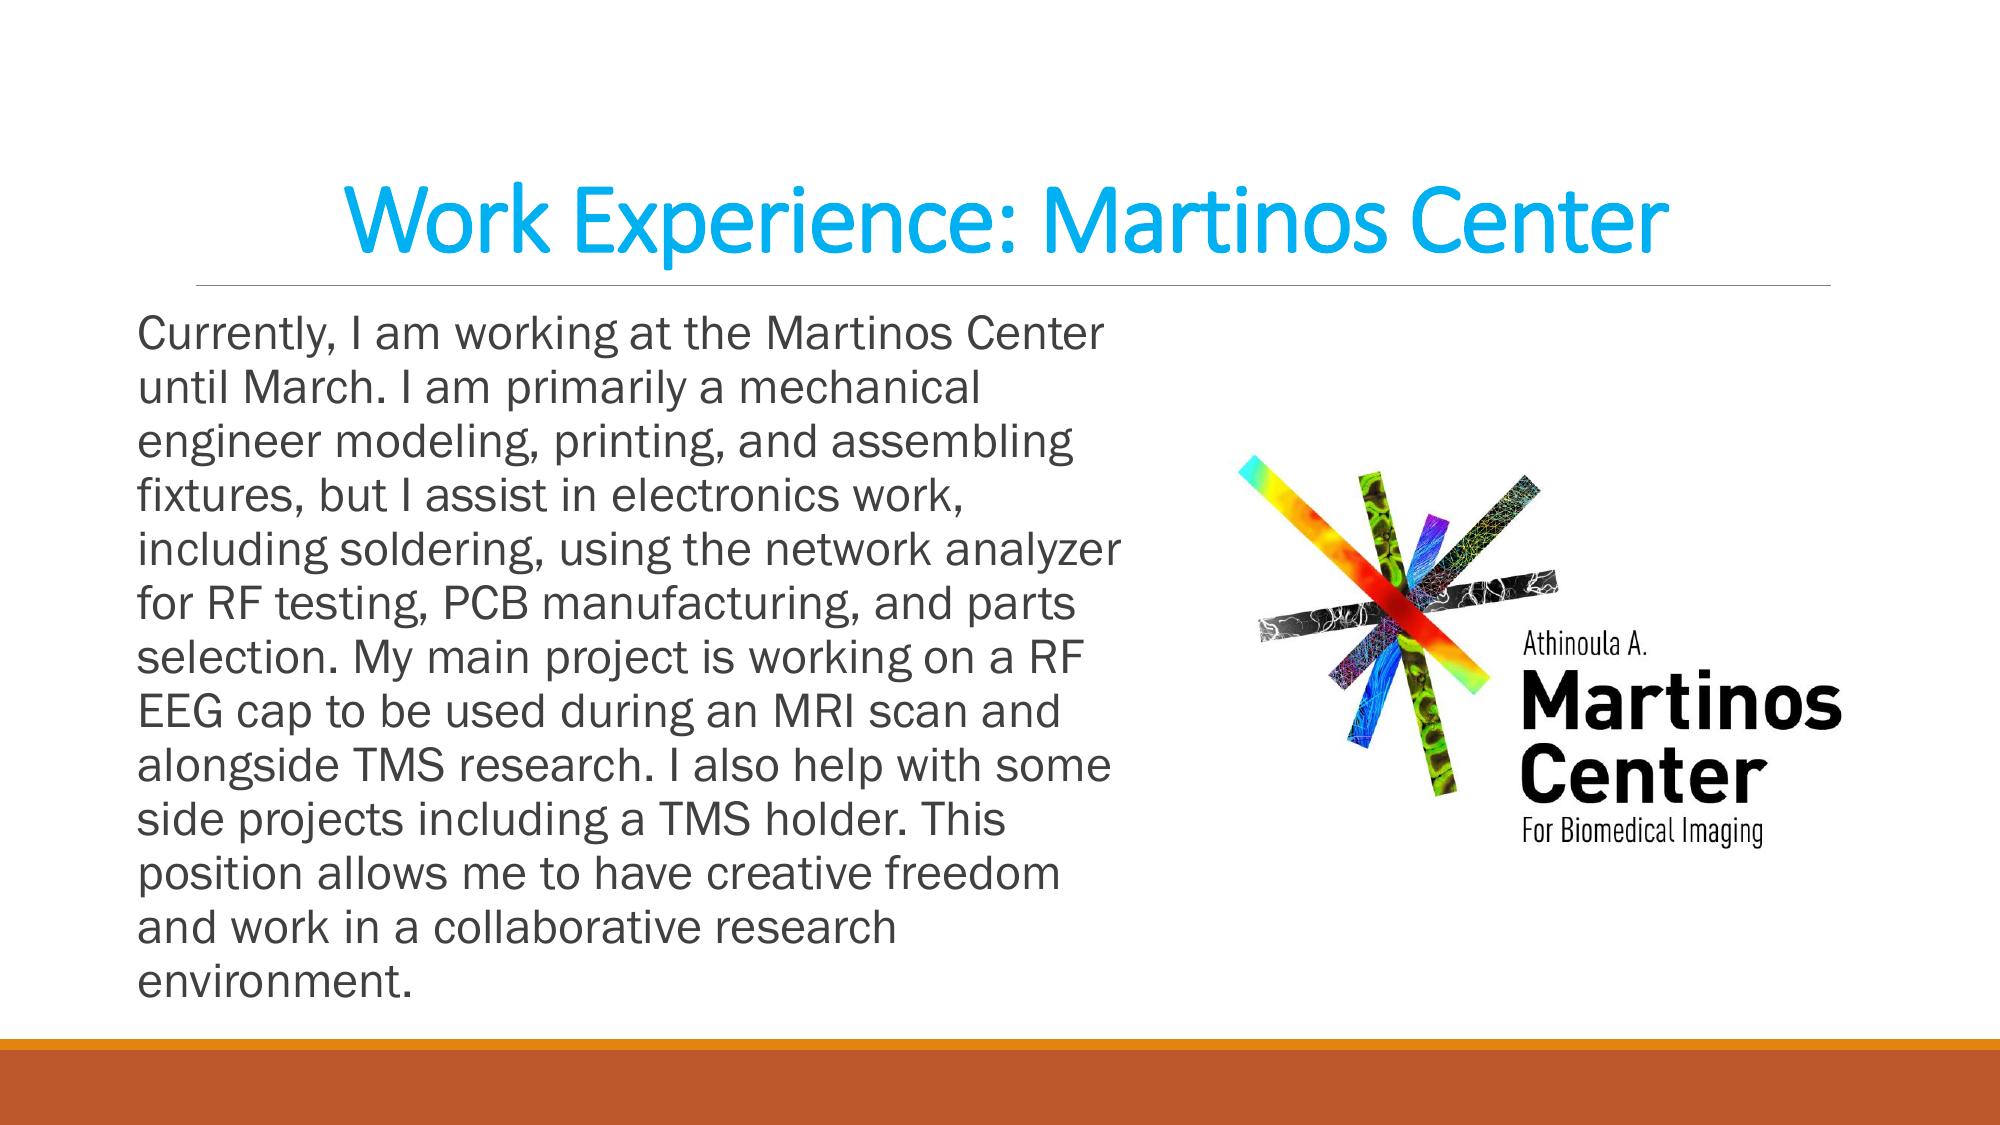 Work Experience: Martinos Center
Currently, I am working at the Martinos Center
until March. I am primarily a mechanical
engineer modeling, printing, and assembling
fixtures, but I assist in electronics work,
including soldering, using the network analyzer
for RF testing, PCB manufacturing, and parts
selection. My main project is working on a RF
EEG cap to be used during an MRI scan and
alongside TMS research. I also help with some
side projects including a TMS holder. This
position allows me to have creative freedom
and work in a collaborative research
environment.
Athinoula A.
Martinos
Center
For Biomedical Imaging